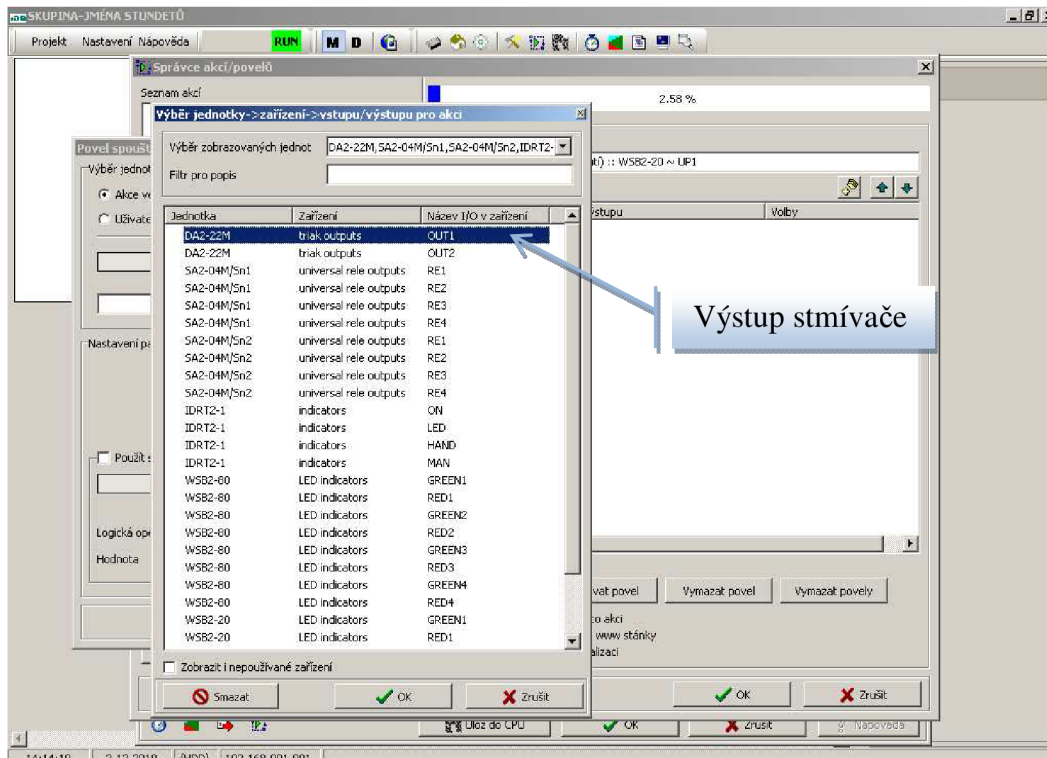 SKUPINA-JMÉNA STUNDETŮ
Projekt Nastavení Nápověda RUN M D
Správce akcí/povelů
Seznam akcí
2.58 %
Výběr jednotky->zařízení->vstupu/výstupu pro akci
Výběr zobrazovaných jednot DA2-22M,SA2-04M/Sn1,SA2-04M/Sn2,IDRT2-
Filtr pro popis
Povel spoušt
Výběr jednot
Akce ve
Uživate
:: WSB2-20 ~ UP1
Jednotka Zařízení Název I/O v zařízení
Volby
DA2-22M triak outputs OUT1
DA2-22M triak outputs OUT2
SA2-04M/Sn1 universal rele outputs RE1
SA2-04M/Sn1 universal rele outputs RE2
SA2-04M/Sn1 universal rele outputs RE3
SA2-04M/Sn1 universal rele outputs RE4
SA2-04M/Sn2 universal rele outputs RE1
SA2-04M/Sn2 universal rele outputs RE2
SA2-04M/Sn2 universal rele outputs RE3
SA2-04M/Sn2 universal rele outputs RE4
IDRT2-1 indicators ON
IDRT2-1 indicators LED
IDRT2-1 indicators HAND
IDRT2-1 indicators MAN
WSB2-80 LED indicators GREEN1
WSB2-80 LED indicators RED1
WSB2-80 LED indicators GREEN2
WSB2-80 LED indicators RED2
WSB2-80 LED indicators GREEN3
WSB2-80 LED indicators RED3
WSB2-80 LED indicators GREEN4
WSB2-80 LED indicators RED4
WSB2-20 LED indicators GREEN1
WSB2-20 LED indicators RED1
Výstup stmívače
Nastavení pa
Použít s
Logická ope
Hodnota
vat povel Vymazat povel Vymazat povely
to akci
www stánky
alizaci
Zobrazit i nepoužívané zařízení
Smazat OK Zrušit
OK Zrušit
Ulož do CPU OK Zrušit Nápověda
14:14:19 (HDD)